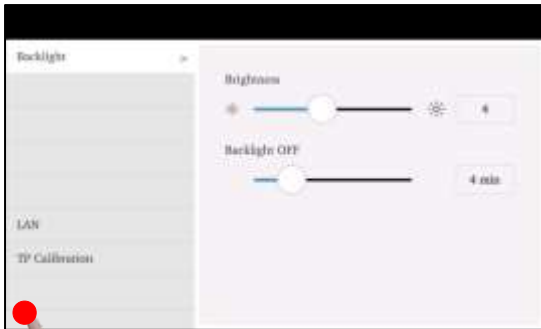 Backlight >
Brightness
4
Backlight OFF
4 min
LAN
TP Calibration